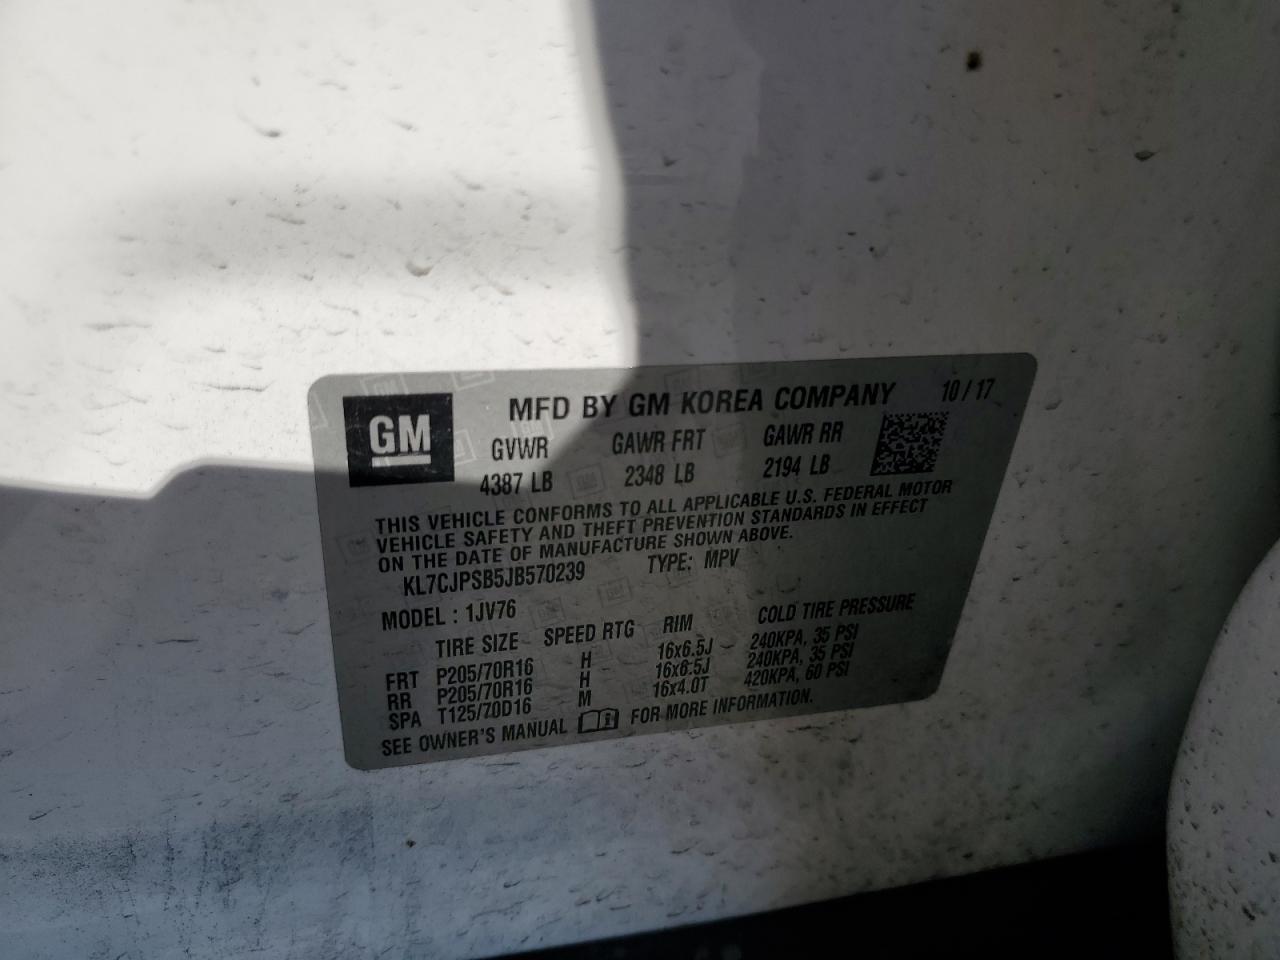 GM
MFD BY GM KOREA COMPANY 10/17
GVWR GAWR FRT GAWR RR
4387 LB 2348 LB 2194 LB
THIS VEHICLE CONFORMS TO ALL APPLICABLE U.S. FEDERAL MOTOR
VEHICLE SAFETY AND THEFT PREVENTION STANDARDS IN EFFECT
ON THE DATE OF MANUFACTURE SHOWN ABOVE.
KL7CJPSB5JB570239 TYPE: MPV
MODEL : 1JV76
TIRE SIZE SPEED RTG RIM COLD TIRE PRESSURE
FRT P205/70R16 H 16x6.5J 240KPA, 35 PSI
RR P205/70R16 H 16x6.5J 240KPA, 35 PSI
SPA T125/70D16 M 16x4.0T 420KPA, 60 PSI
SEE OWNER'S MANUAL FOR MORE INFORMATION.